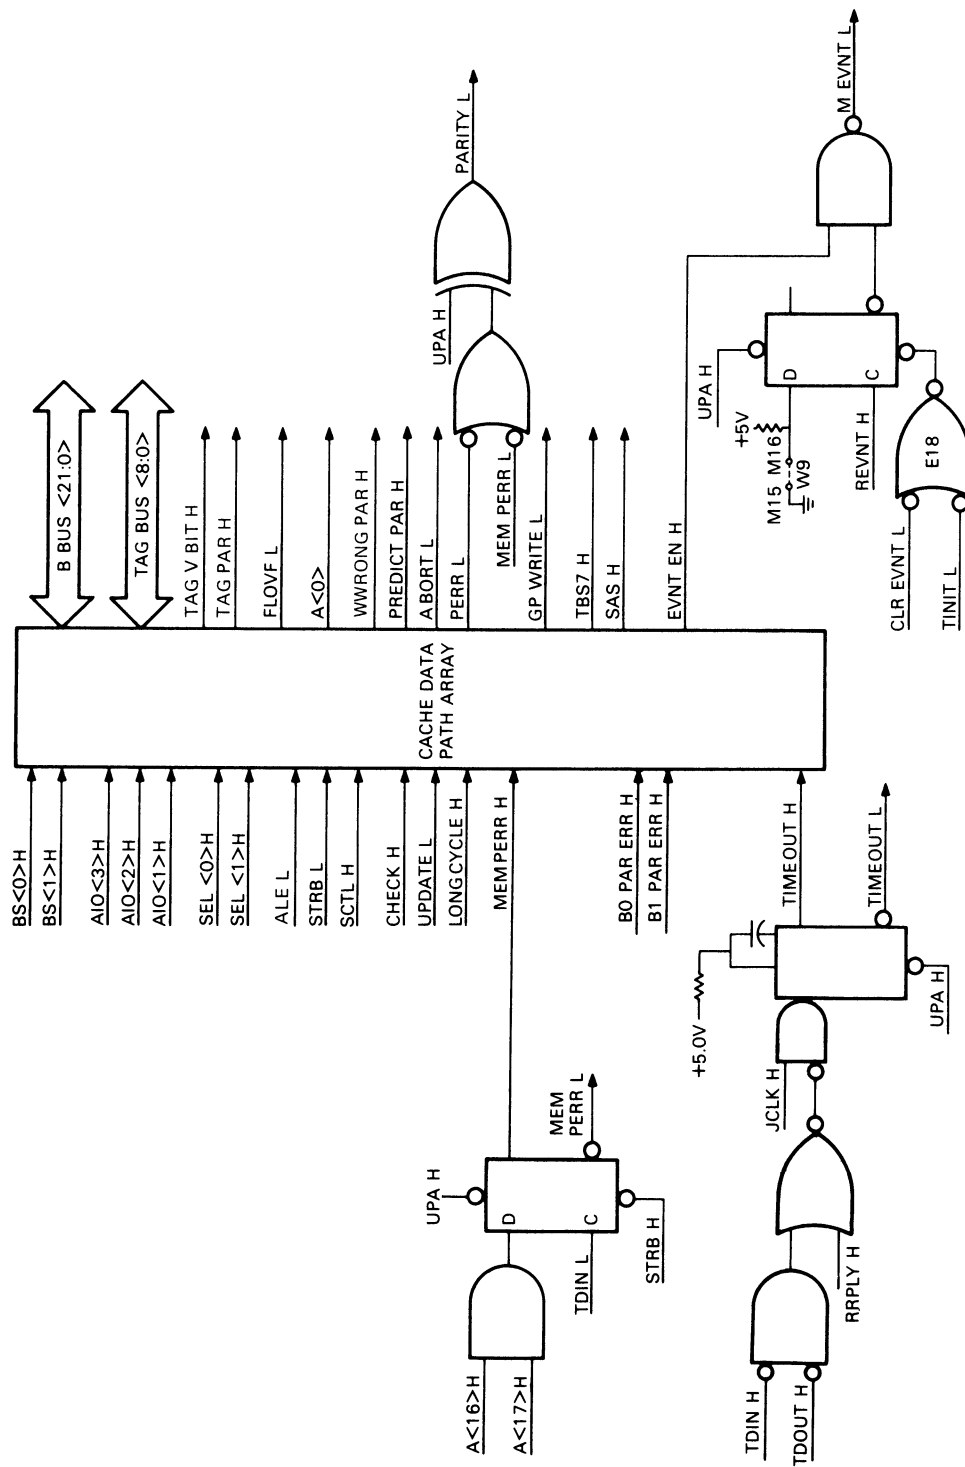 BS<0>H
BS<1>H
AIO<3>H
AIO<2>H
AIO<1>H
SEL <0>H
SEL <1>H
ALE L
STRB L
SCTL H
CHECK H
UPDATE L
LONGCYCLE H
MEMPERR H
B0 PAR ERR H
B1 PAR ERR H
TIMEOUT H
TIMEOUT L
CACHE DATA
PATH ARRAY
B BUS <21:0>
TAG BUS <8:0>
TAG V BIT H
TAG PAR H
FLOVF L
A<0>
WWRONG PAR H
PREDICT PAR H
ABORT L
PERR L
MEM PERR L
GP WRITE L
TBS7 H
SAS H
EVNT EN H
UPA H
PARITY L
A<16>H
A<17>H
UPA H
D
C
TDIN L
STRB H
MEM
PERR L
TDIN H
TDOUT H
RRPLY H
JCLK H
+5.0V
UPA H
CLR EVNT L
TINIT L
E18
REVNT H
M15 M16
W9
+5V
UPA H
D
C
M EVNT L